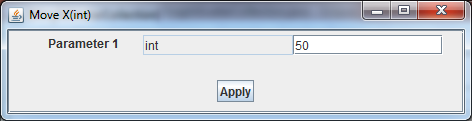 Move X(int)
Parameter 1 int 50
Apply